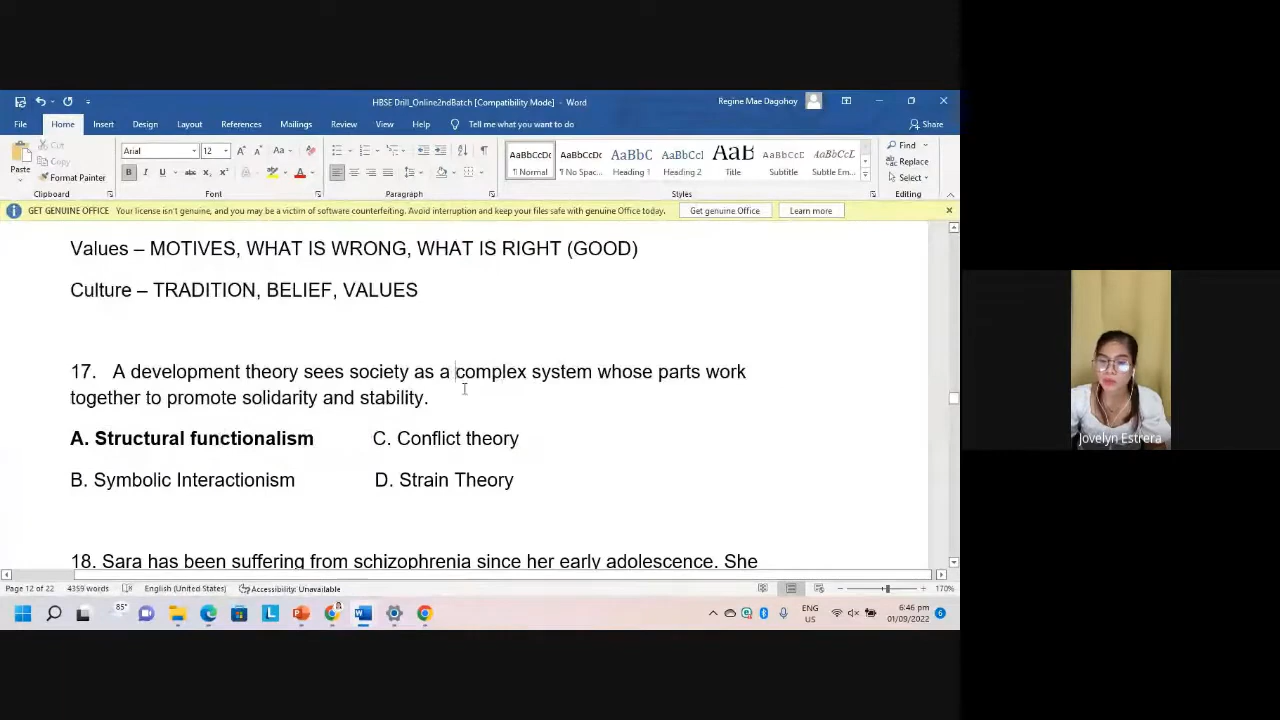 HBSE Drill_Online2ndBatch [Compatibility Mode] - Word
Regine Mae Dagohoy
File Home Insert Design Layout References Mailings Review View Help Tell me what you want to do Share
Cut
Copy
Paste
Format Painter
Clipboard
Arial 12
Font
Paragraph
AaBbCcDc AaBbCcDc AaBbC AaBbCcI AaB AaBbCcD AaBbCcL
¶ Normal ¶ No Spac... Heading 1 Heading 2 Title Subtitle Subtle Em...
Styles
Find
Replace
Select
Editing
GET GENUINE OFFICE Your license isn't genuine, and you may be a victim of software counterfeiting. Avoid interruption and keep your files safe with genuine Office today. Get genuine Office Learn more
Values – MOTIVES, WHAT IS WRONG, WHAT IS RIGHT (GOOD)
Culture – TRADITION, BELIEF, VALUES
17. A development theory sees society as a complex system whose parts work
together to promote solidarity and stability.
A. Structural functionalism C. Conflict theory
B. Symbolic Interactionism D. Strain Theory
18. Sara has been suffering from schizophrenia since her early adolescence. She
Page 12 of 22 4359 words English (United States) Accessibility: Unavailable 170%
85°
ENG
US
6:46 pm
01/09/2022
6
Jovelyn Estrera